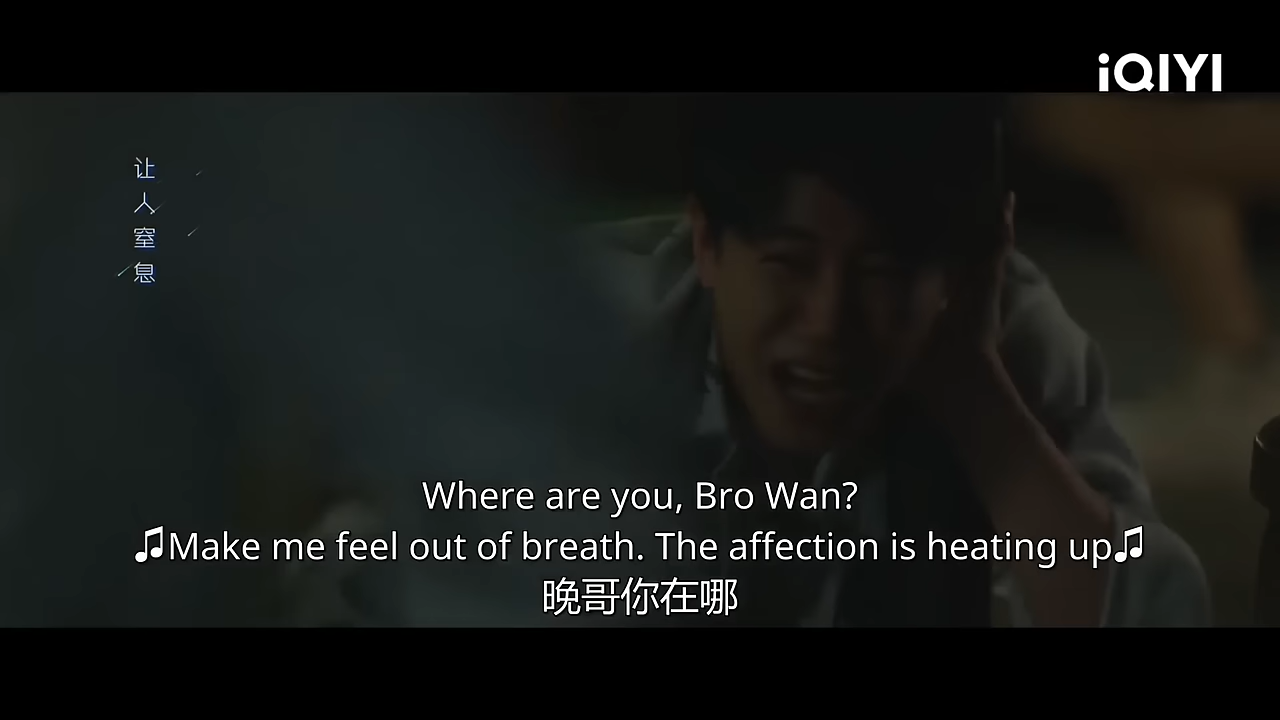 iQIYI
让人窒息
Where are you, Bro Wan?
♫Make me feel out of breath. The affection is heating up♫
晚哥你在哪